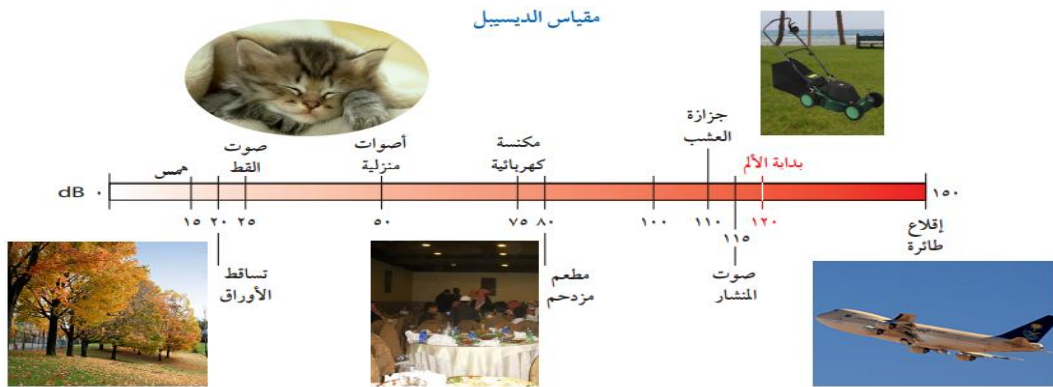 مقياس الديسيبل
همس
صوت
القط
أصوات
منزلية
مكنسة
كهربائية
جزازة
العشب
بداية الألم
dB ٠
١٥
٢٠
٢٥
٥٠
٧٥
٨٠
١٠٠
١١٠
١١٥
١٢٠
١٥٠
تساقط
الأوراق
مطعم
مزدحم
صوت
المنشار
إقلاع
طائرة